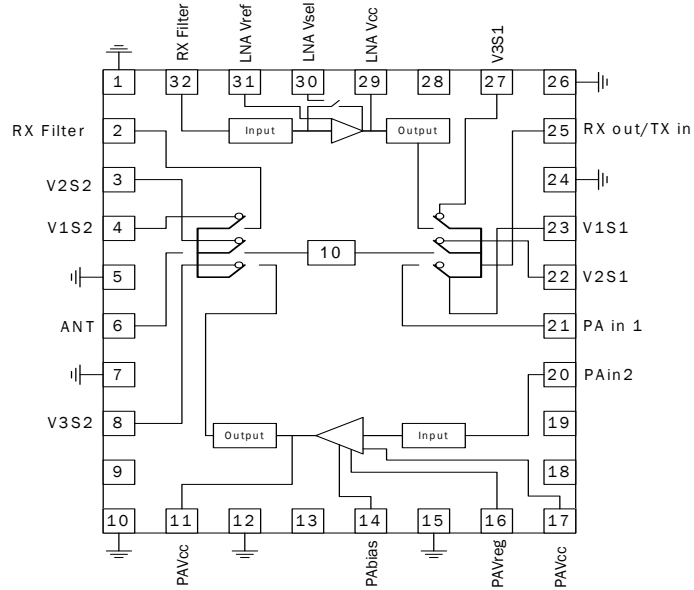 RX Filter
LNA Vref
LNA Vsel
LNA Vcc
V3S1
1 32 31 30 29 28 27 26
RX Filter 2 Input Output 25 RX out/TX in
V2S2 3 24
V1S2 4 23 V1S1
5 10 22 V2S1
ANT 6 21 PA in 1
7 20 PAin2
V3S2 8 Output Input 19
9 18
10 11 12 13 14 15 16 17
PAVcc
PAbias
PAVreg
PAVcc